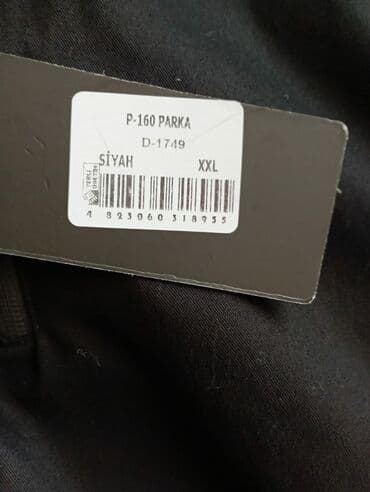 P-160 PARKA
D-1749
SİYAH XXL
4 823060 318955